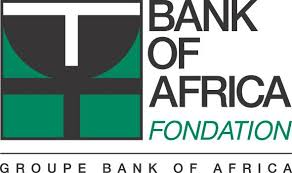 BANK
OF
AFRICA
FONDATION
GROUPE BANK OF AFRICA